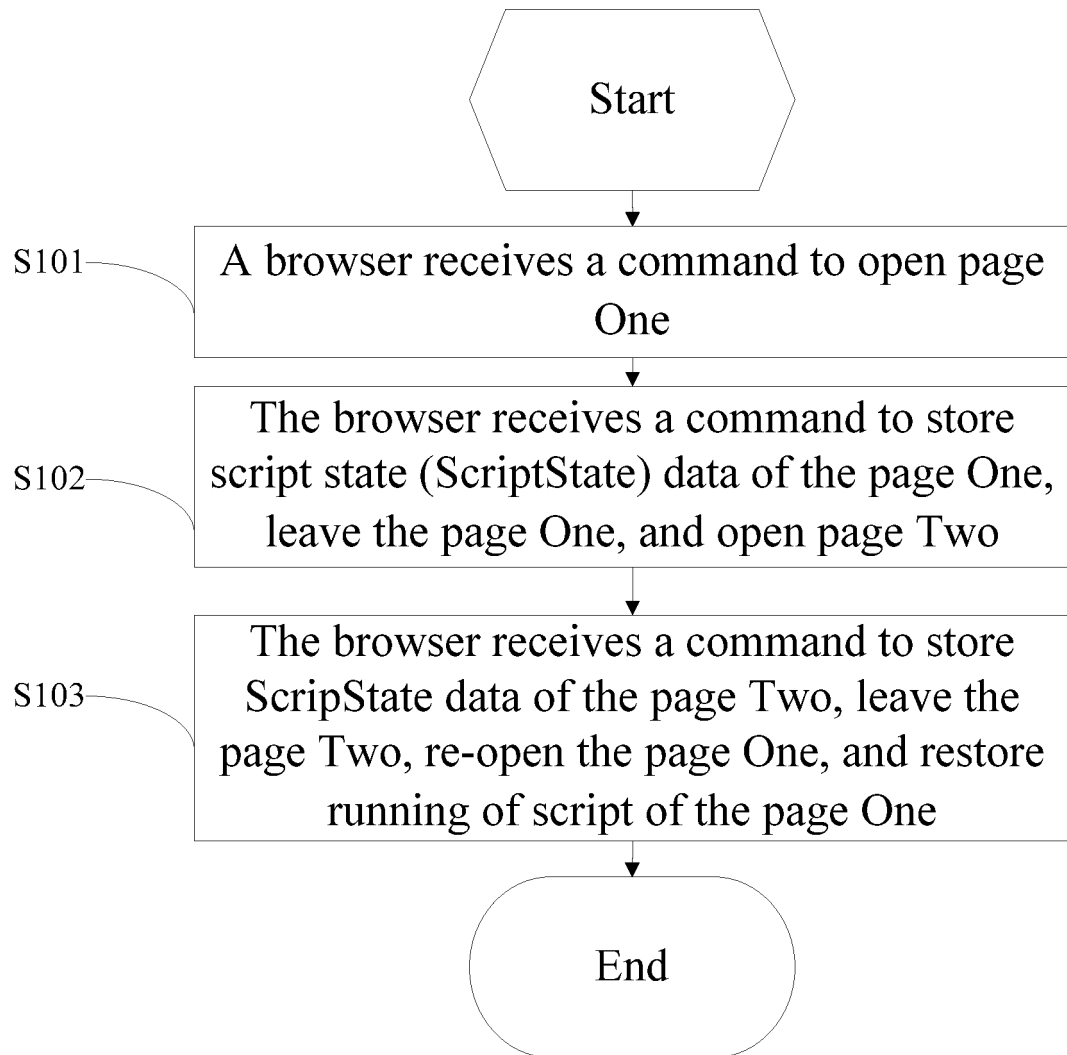 Start
S101
A browser receives a command to open page
One
S102
The browser receives a command to store
script state (ScriptState) data of the page One,
leave the page One, and open page Two
S103
The browser receives a command to store
ScripState data of the page Two, leave the
page Two, re-open the page One, and restore
running of script of the page One
End